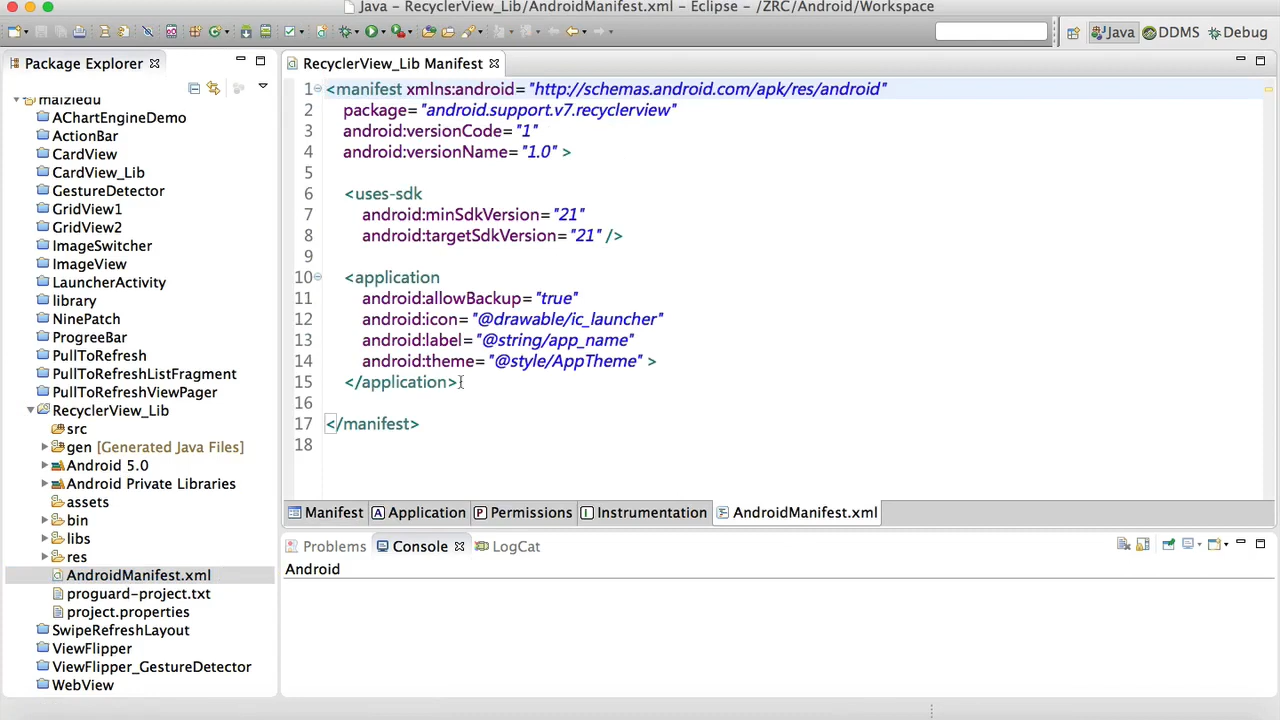 Java - RecyclerView_Lib/AndroidManifest.xml - Eclipse - /ZRC/Android/Workspace
Java
DDMS
Debug
Package Explorer
maiziedu
AChartEngineDemo
ActionBar
CardView
CardView_Lib
GestureDetector
GridView1
GridView2
ImageSwitcher
ImageView
LauncherActivity
library
NinePatch
ProgreeBar
PullToRefresh
PullToRefreshListFragment
PullToRefreshViewPager
RecyclerView_Lib
src
gen [Generated Java Files]
Android 5.0
Android Private Libraries
assets
bin
libs
res
AndroidManifest.xml
proguard-project.txt
project.properties
SwipeRefreshLayout
ViewFlipper
ViewFlipper_GestureDetector
WebView
RecyclerView_Lib Manifest
1 <manifest xmlns:android="http://schemas.android.com/apk/res/android"
2 package="android.support.v7.recyclerview"
3 android:versionCode="1"
4 android:versionName="1.0" >
5
6 <uses-sdk
7 android:minSdkVersion="21"
8 android:targetSdkVersion="21" />
9
10 <application
11 android:allowBackup="true"
12 android:icon="@drawable/ic_launcher"
13 android:label="@string/app_name"
14 android:theme="@style/AppTheme" >
15 </application>
16
17 </manifest>
18
Manifest
A Application
P Permissions
I Instrumentation
AndroidManifest.xml
Problems
Console
LogCat
Android